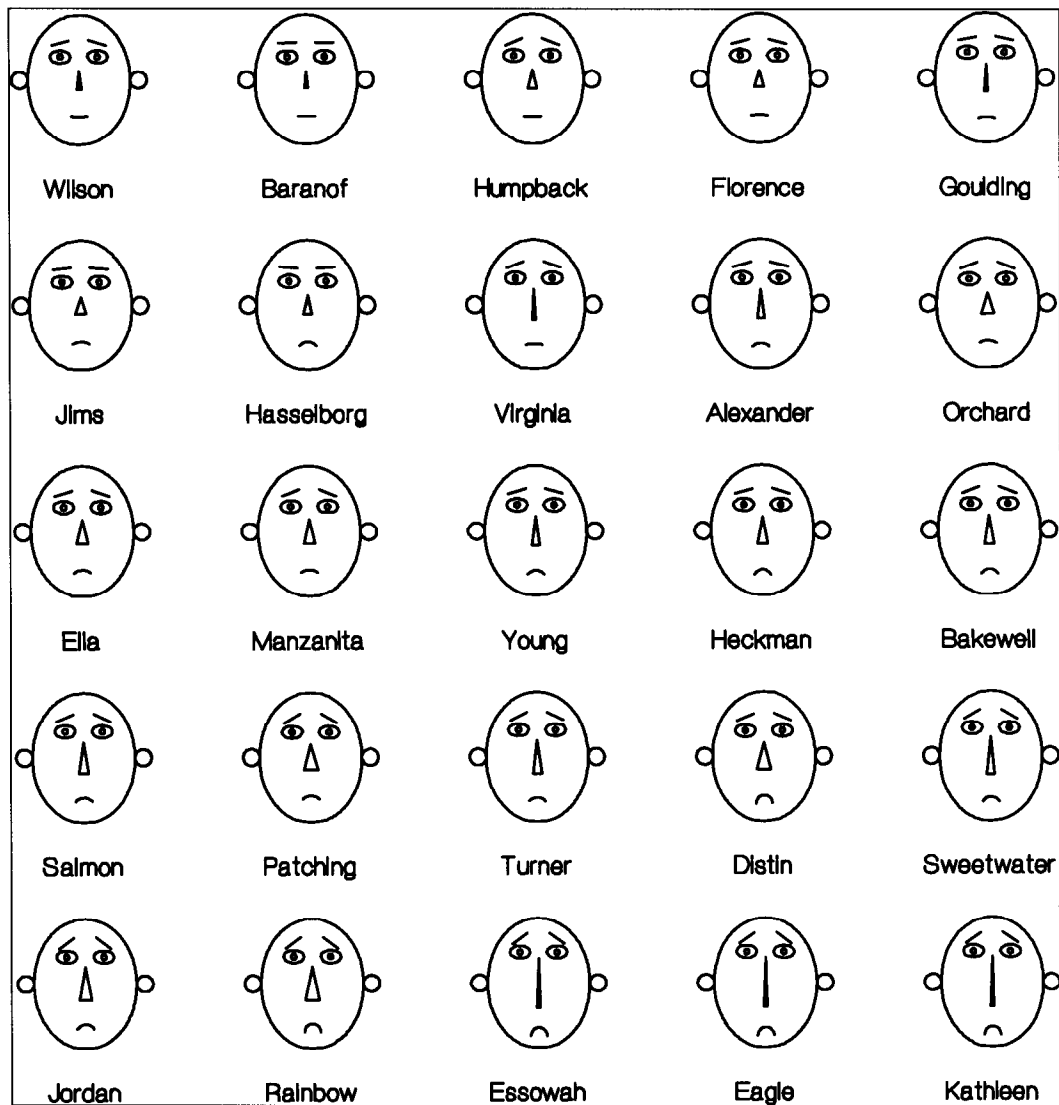 Wilson Baranof Humpback Florence Goulding
Jims Hasselborg Virginia Alexander Orchard
Ella Manzanita Young Heckman Bakewell
Salmon Patching Turner Distin Sweetwater
Jordan Rainbow Essowah Eagle Kathleen